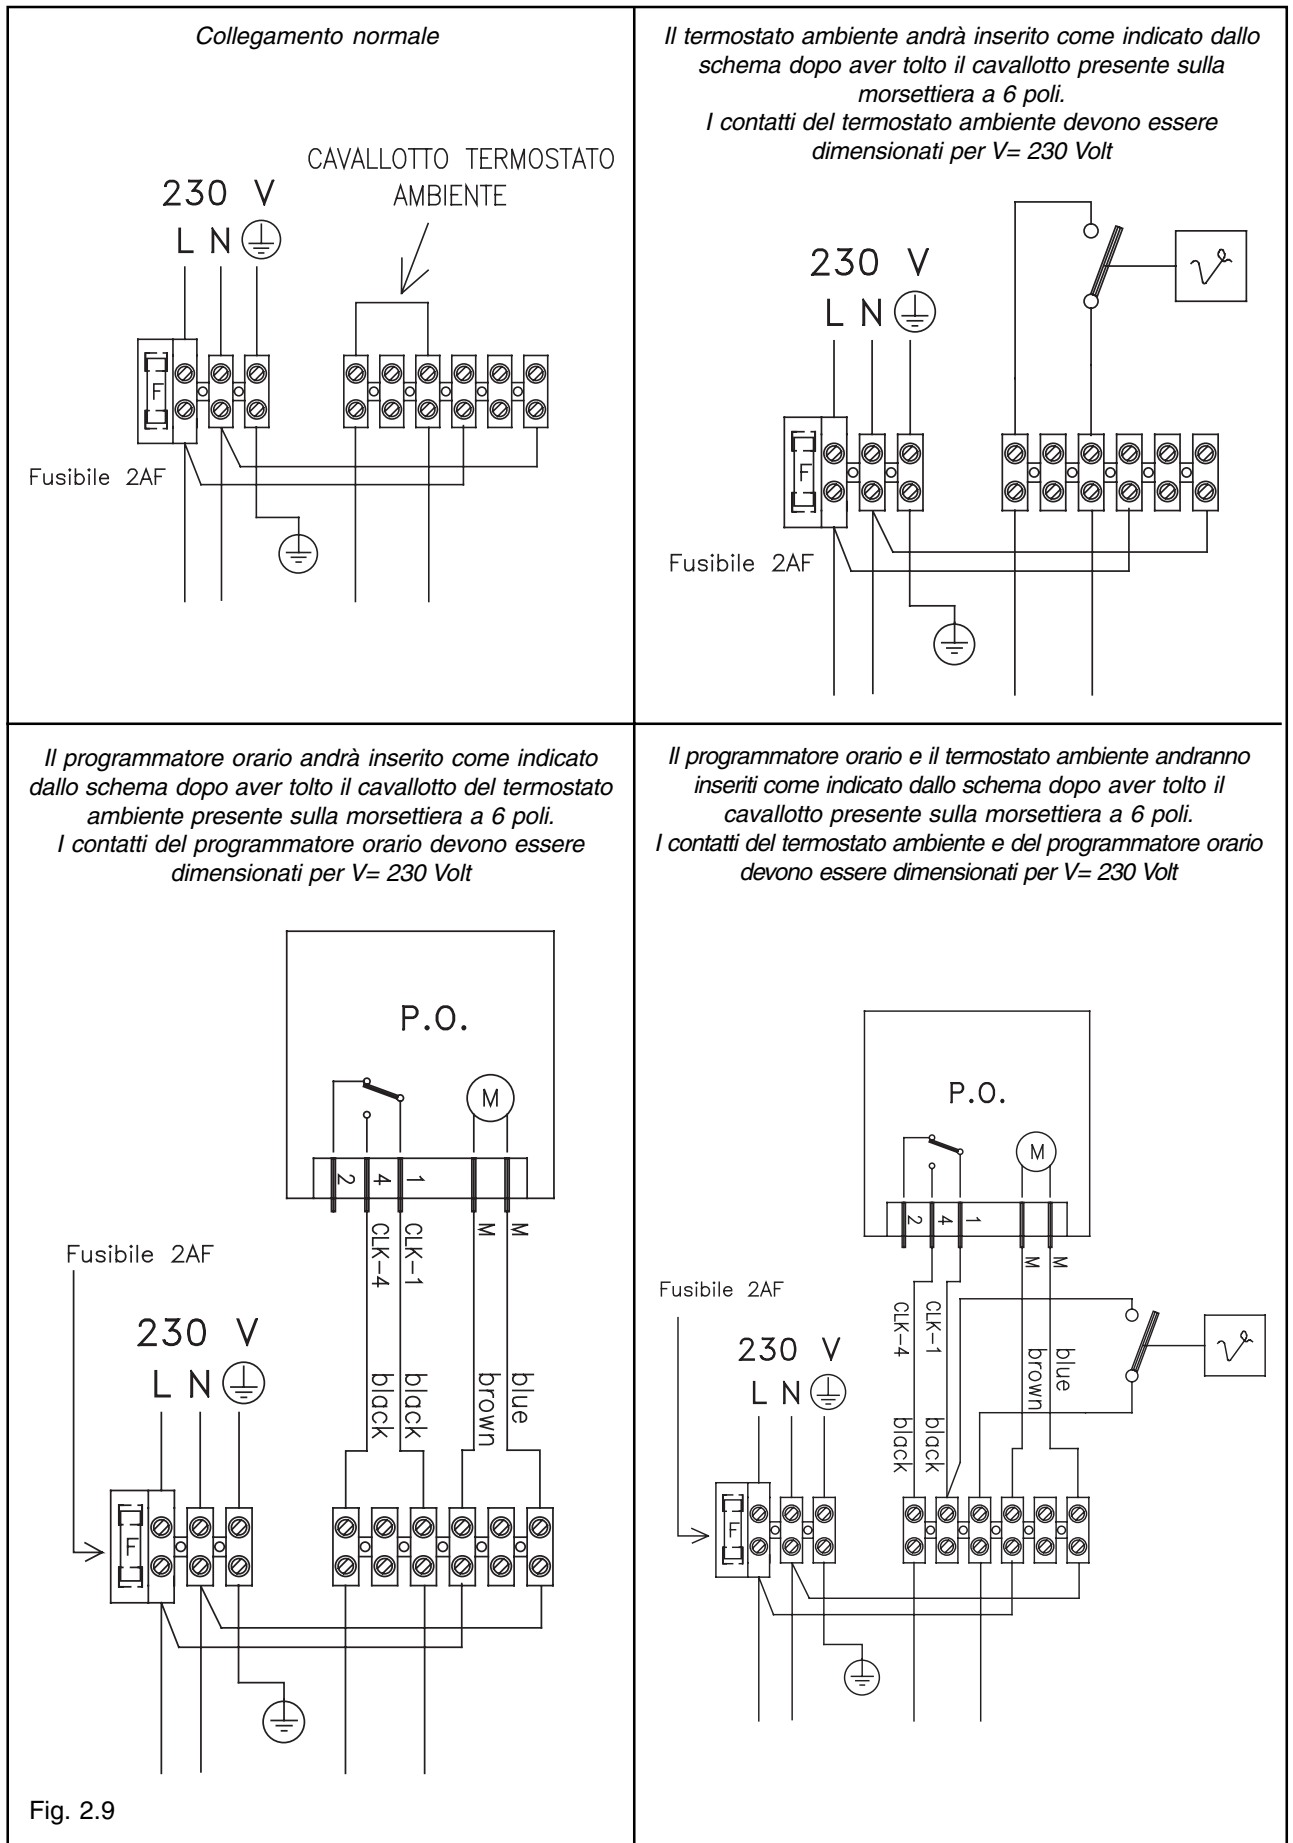 Collegamento normale
CAVALLOTTO TERMOSTATO
AMBIENTE
230 V
L N
F
Fusibile 2AF
Il termostato ambiente andrà inserito come indicato dallo
schema dopo aver tolto il cavallotto presente sulla
morsettiera a 6 poli.
I contatti del termostato ambiente devono essere
dimensionati per V= 230 Volt
230 V
L N
F
Fusibile 2AF
Il programmatore orario andrà inserito come indicato
dallo schema dopo aver tolto il cavallotto del termostato
ambiente presente sulla morsettiera a 6 poli.
I contatti del programmatore orario devono essere
dimensionati per V= 230 Volt
P.O.
M
2 4 1
CLK-4 CLK-1 M M
Fusibile 2AF
230 V
L N
black black brown blue
F
Il programmatore orario e il termostato ambiente andranno
inseriti come indicato dallo schema dopo aver tolto il
cavallotto presente sulla morsettiera a 6 poli.
I contatti del termostato ambiente e del programmatore orario
devono essere dimensionati per V= 230 Volt
P.O.
M
2 4 1
M M
Fusibile 2AF
CLK-4 CLK-1
230 V
L N
brown blue
black black
F
Fig. 2.9